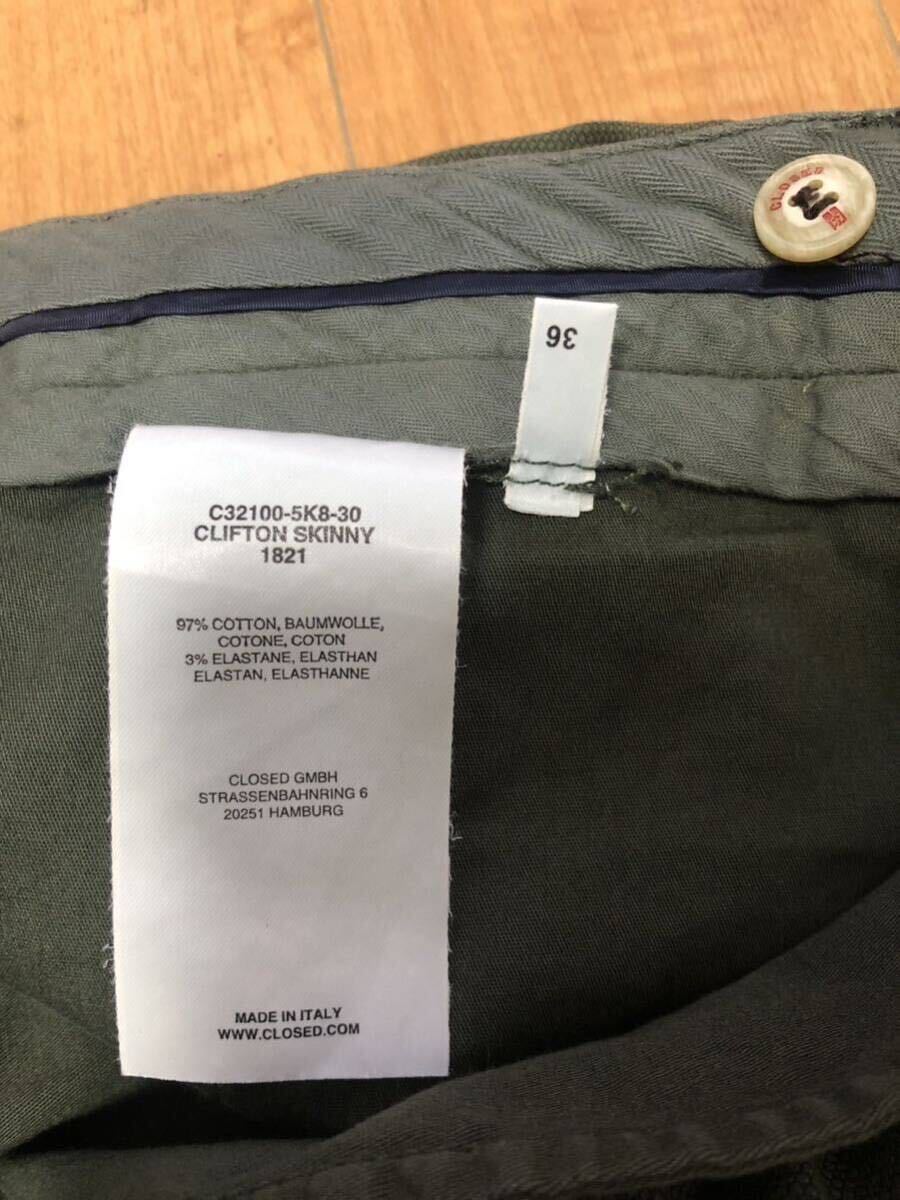 CLOSED
36
C32100-5K8-30
CLIFTON SKINNY
1821
97% COTTON, BAUMWOLLE,
COTONE, COTON
3% ELASTANE, ELASTHAN
ELASTAN, ELASTHANNE
CLOSED GMBH
STRASSENBAHNRING 6
20251 HAMBURG
MADE IN ITALY
WWW.CLOSED.COM